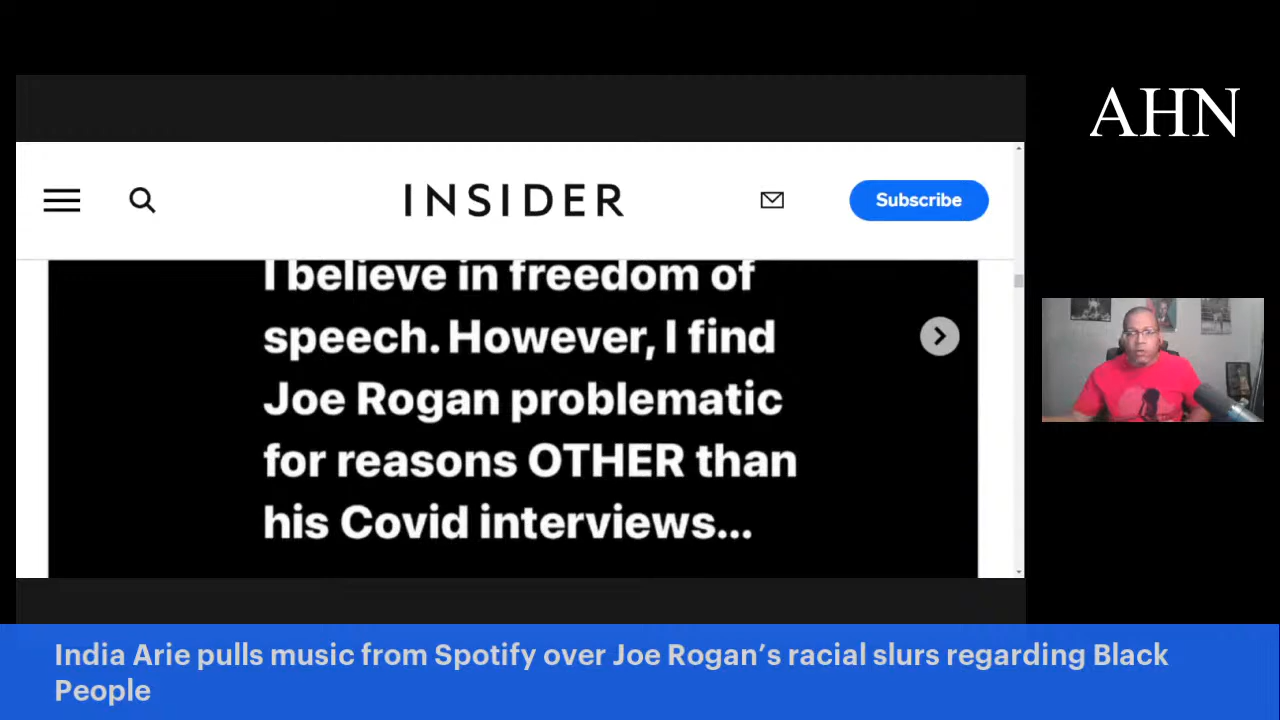 AHN
INSIDER
Subscribe
I believe in freedom of
speech. However, I find
Joe Rogan problematic
for reasons OTHER than
his Covid interviews...
India Arie pulls music from Spotify over Joe Rogan’s racial slurs regarding Black
People